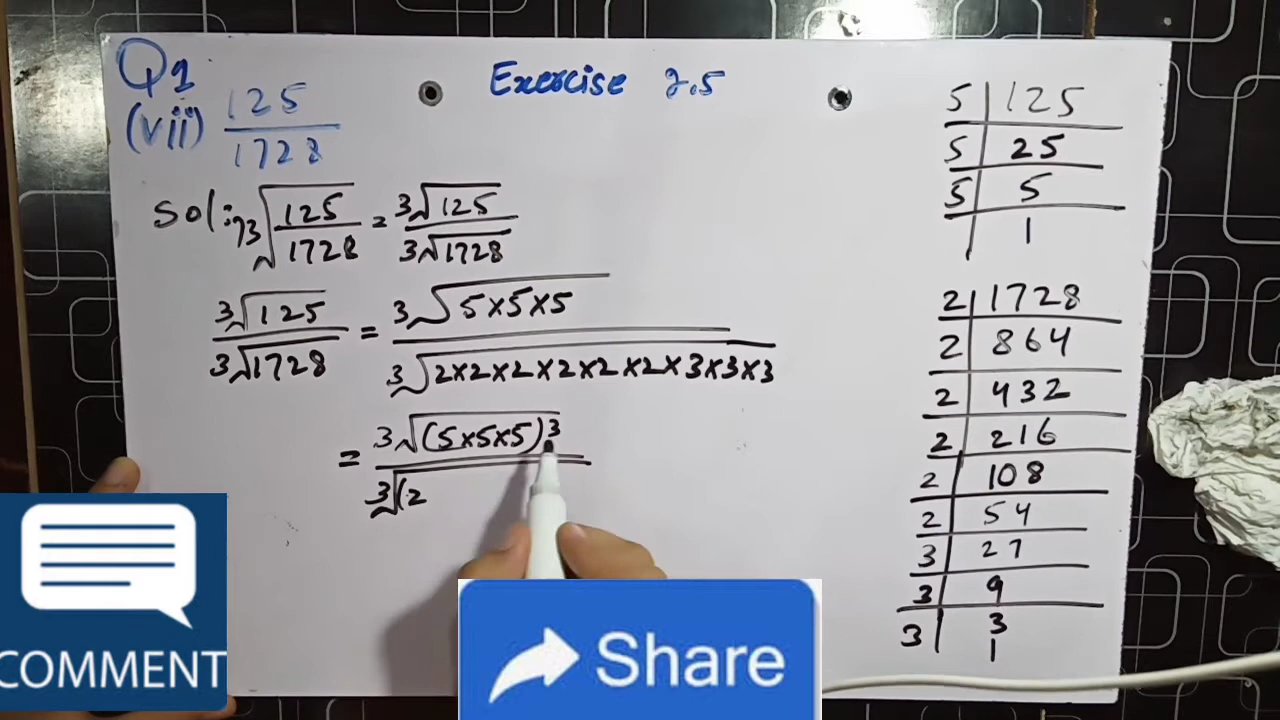 Q1 Exercise 2.5
(vii) 125/1728
Sol:→ ∛(125/1728) = ∛125/∛1728
∛125/∛1728 = ∛5×5×5/∛2×2×2×2×2×2×3×3×3
= ∛(5×5×5)³/∛(2
5 | 125
5 | 25
5 | 5
| 1
2 | 1728
2 | 864
2 | 432
2 | 216
2 | 108
2 | 54
3 | 27
3 | 9
3 | 3
1
COMMENT
Share